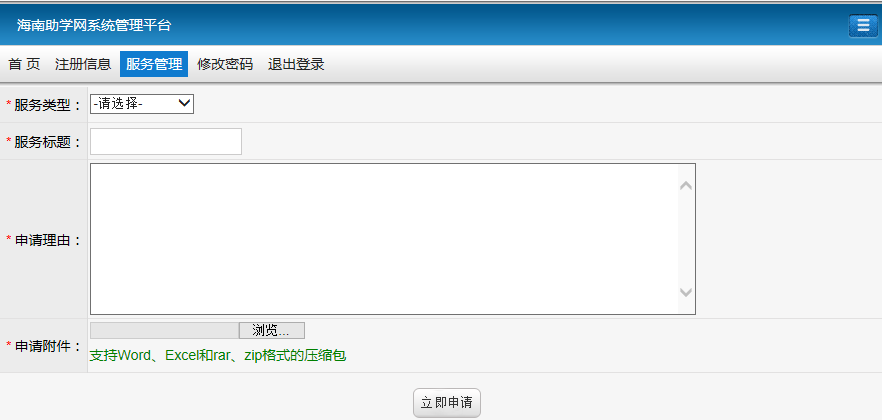 海南助学网系统管理平台
首 页 注册信息 服务管理 修改密码 退出登录
* 服务类型： -请选择-
* 服务标题：
* 申请理由：
* 申请附件： 浏览...
支持Word、Excel和rar、zip格式的压缩包
立即申请